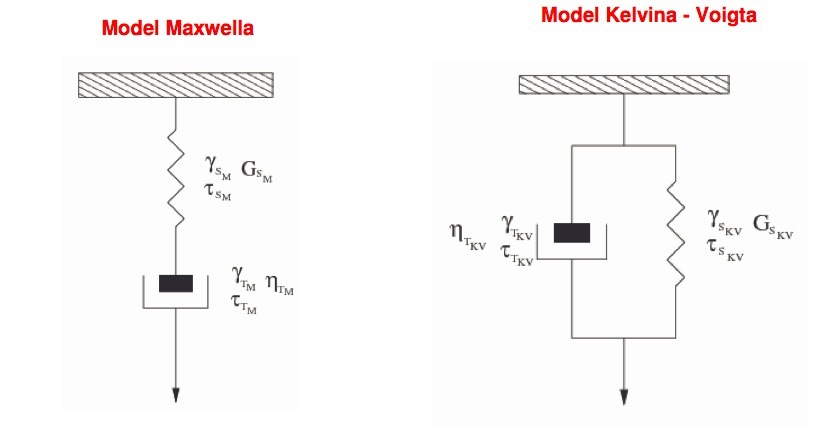 Model Maxwella
Model Kelvina - Voigta
γSM GSM
τSM
γTM ηTM
τTM
ηTKV γTKV
τTKV
γSKV GSKV
τSKV